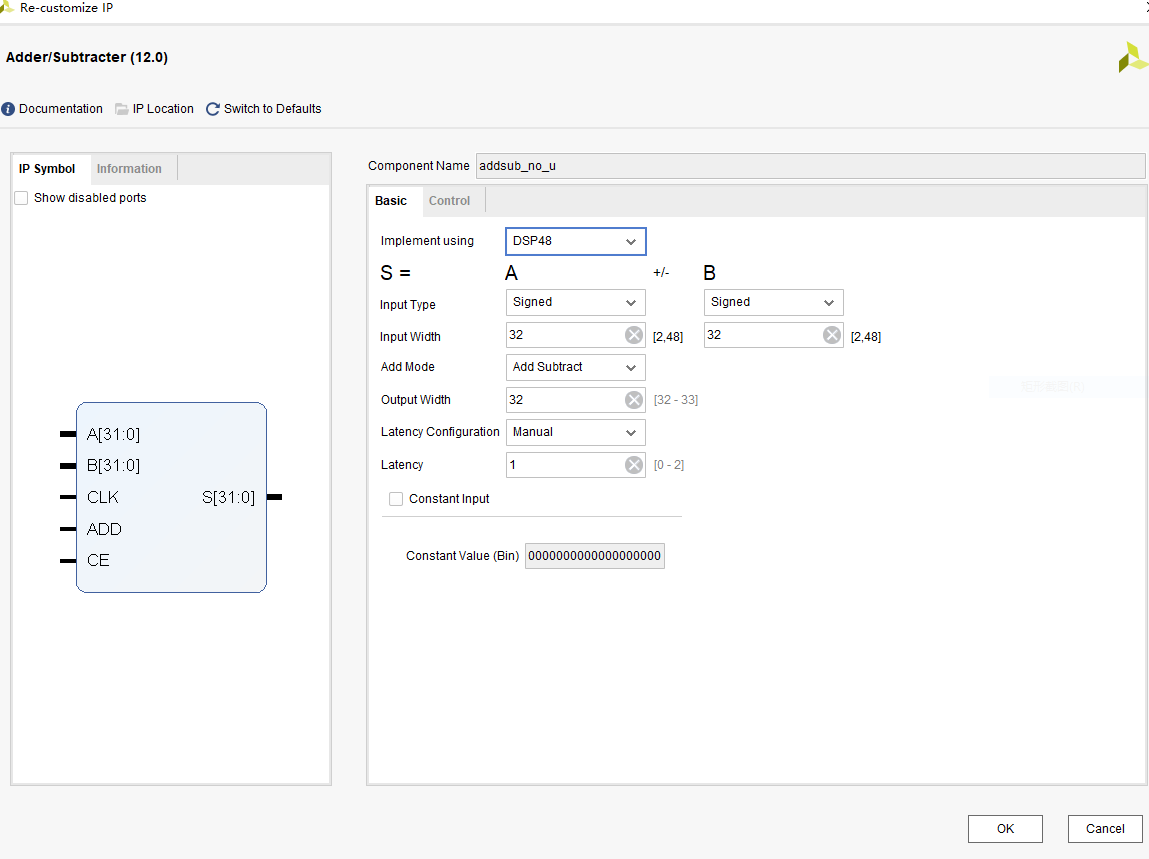 Re-customize IP
Adder/Subtracter (12.0)
Documentation IP Location Switch to Defaults
IP Symbol Information
Show disabled ports
A[31:0]
B[31:0]
CLK S[31:0]
ADD
CE
Component Name addsub_no_u
Basic Control
Implement using DSP48
S = A +/- B
Input Type Signed Signed
Input Width 32 [2,48] 32 [2,48]
Add Mode Add Subtract
Output Width 32 [32 - 33]
Latency Configuration Manual
Latency 1 [0 - 2]
Constant Input
Constant Value (Bin) 0000000000000000000
OK Cancel